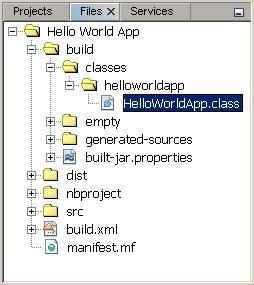 Projects Files Services
Hello World App
build
classes
helloworldapp
HelloWorldApp.class
empty
generated-sources
built-jar.properties
dist
nbproject
src
build.xml
manifest.mf